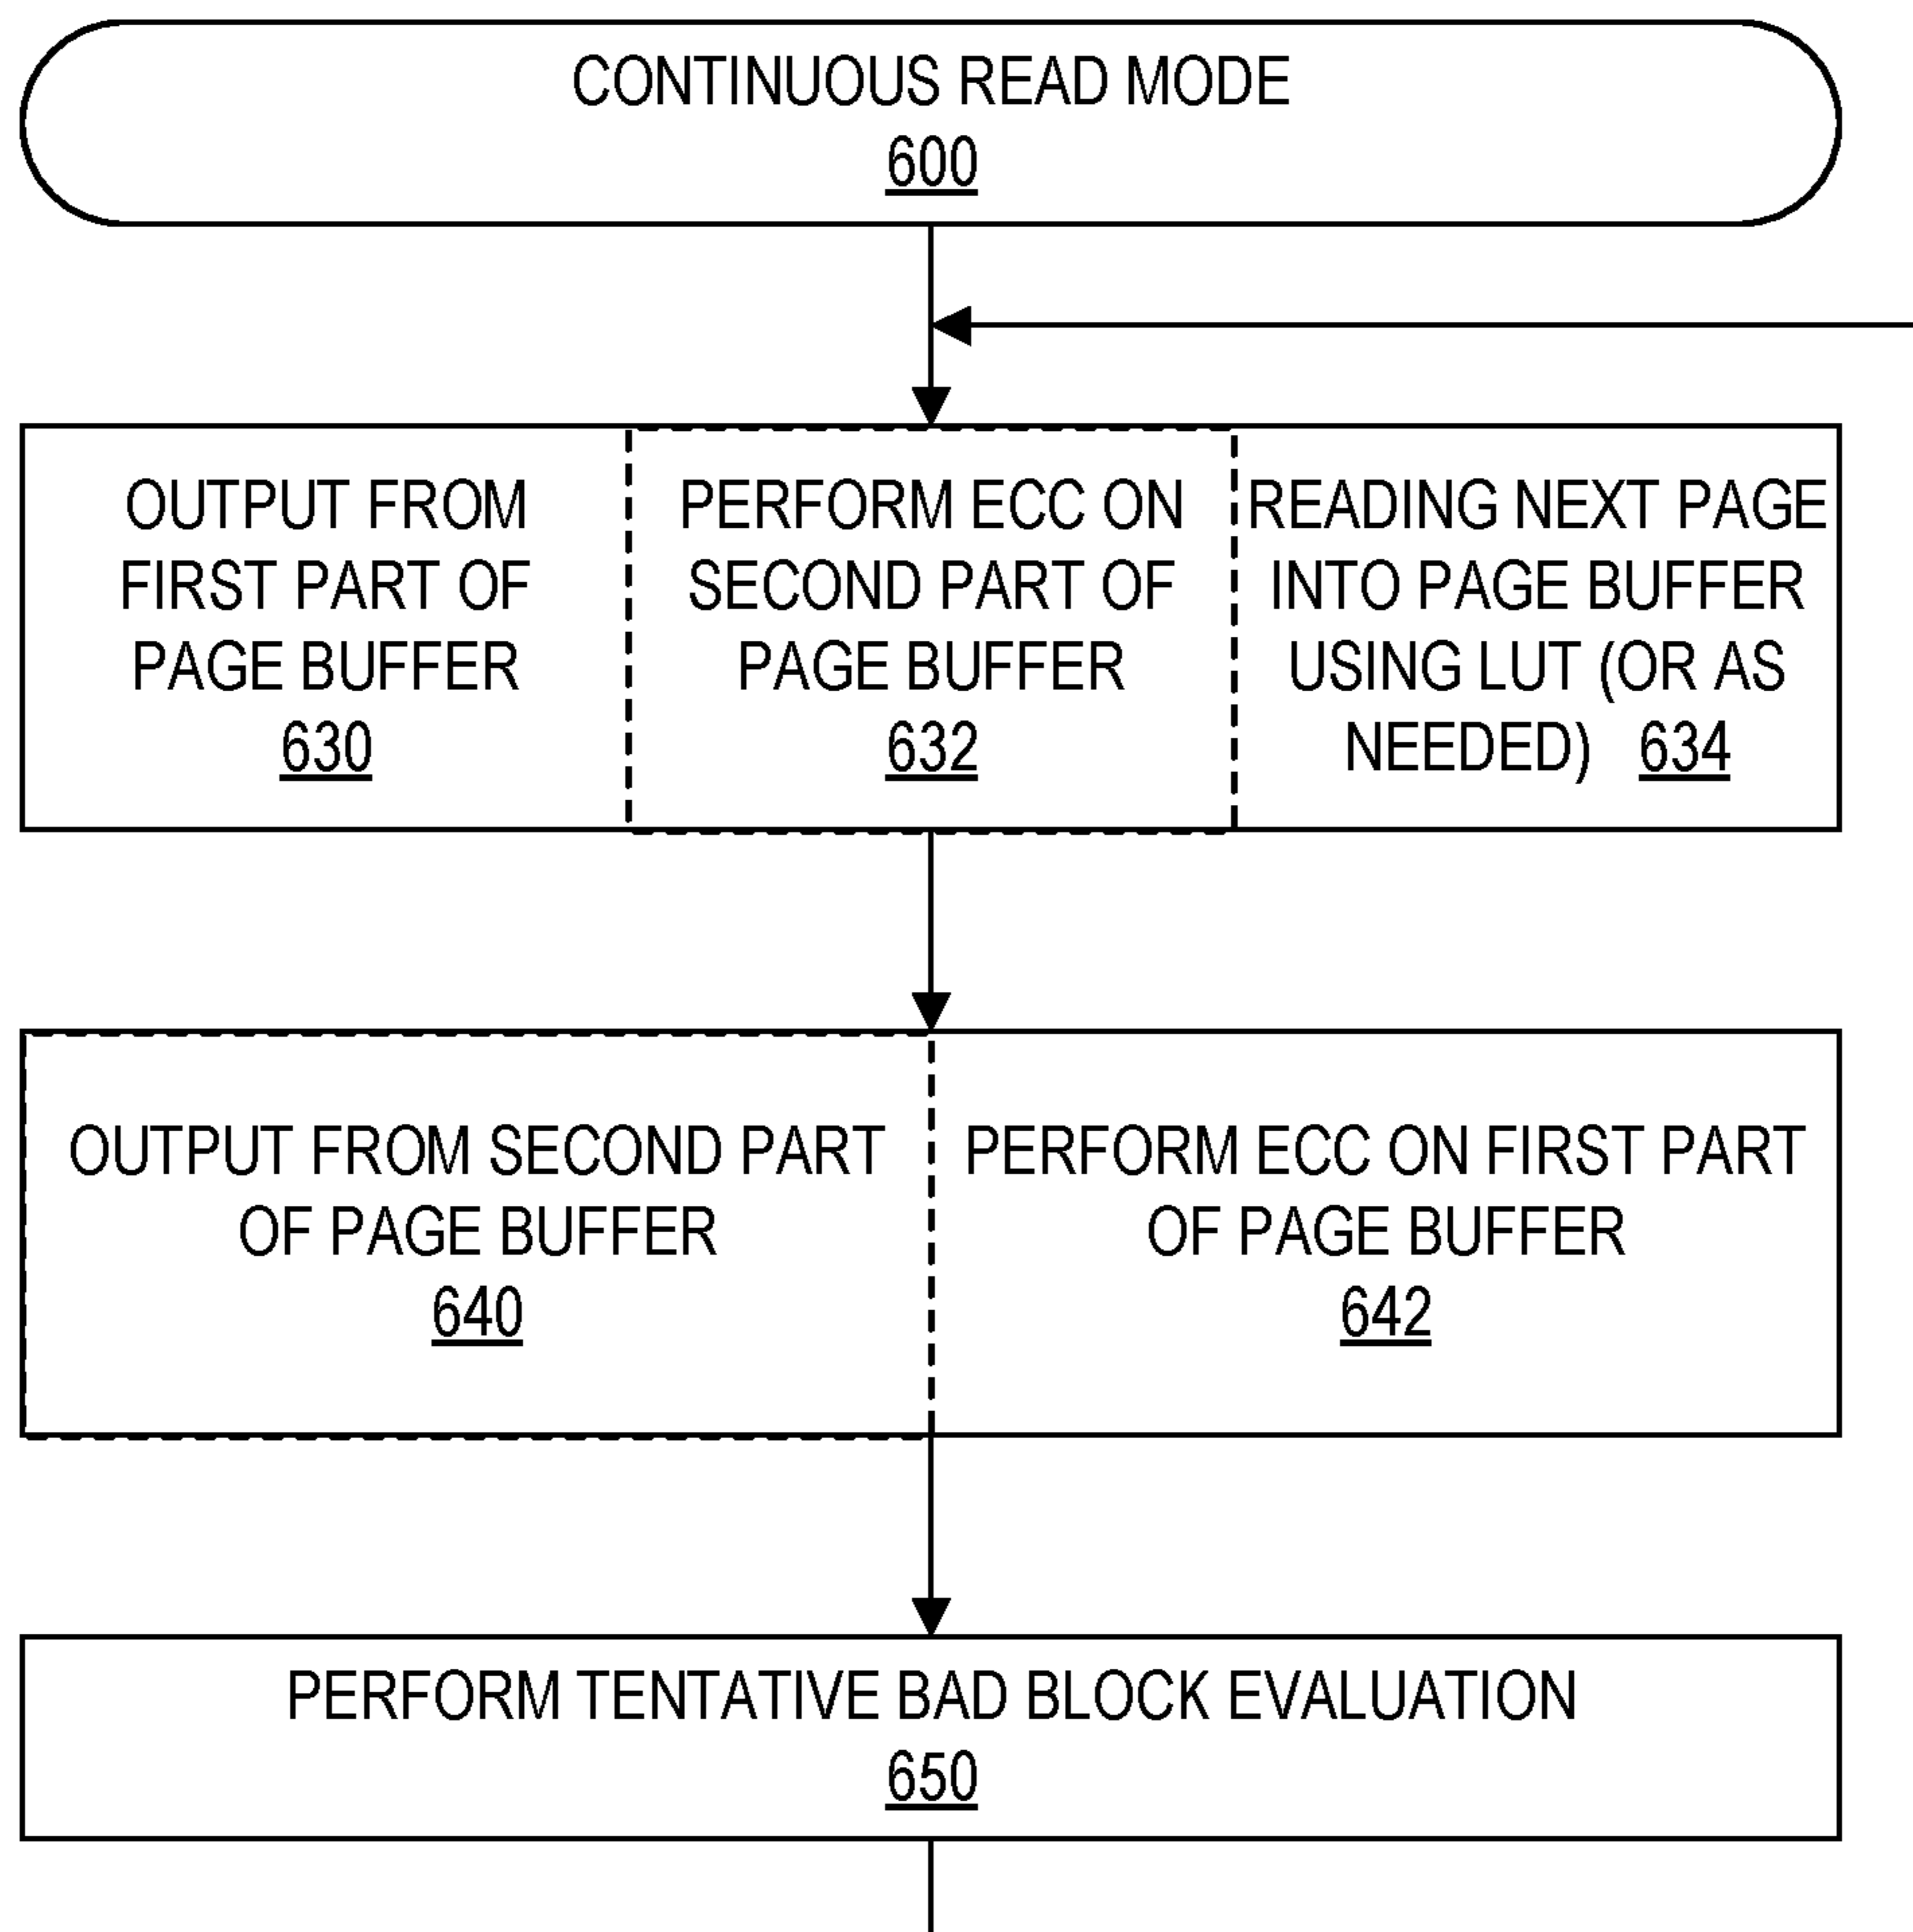 CONTINUOUS READ MODE
600
OUTPUT FROM
FIRST PART OF
PAGE BUFFER
630
PERFORM ECC ON
SECOND PART OF
PAGE BUFFER
632
READING NEXT PAGE
INTO PAGE BUFFER
USING LUT (OR AS
NEEDED) 634
OUTPUT FROM SECOND PART
OF PAGE BUFFER
640
PERFORM ECC ON FIRST PART
OF PAGE BUFFER
642
PERFORM TENTATIVE BAD BLOCK EVALUATION
650